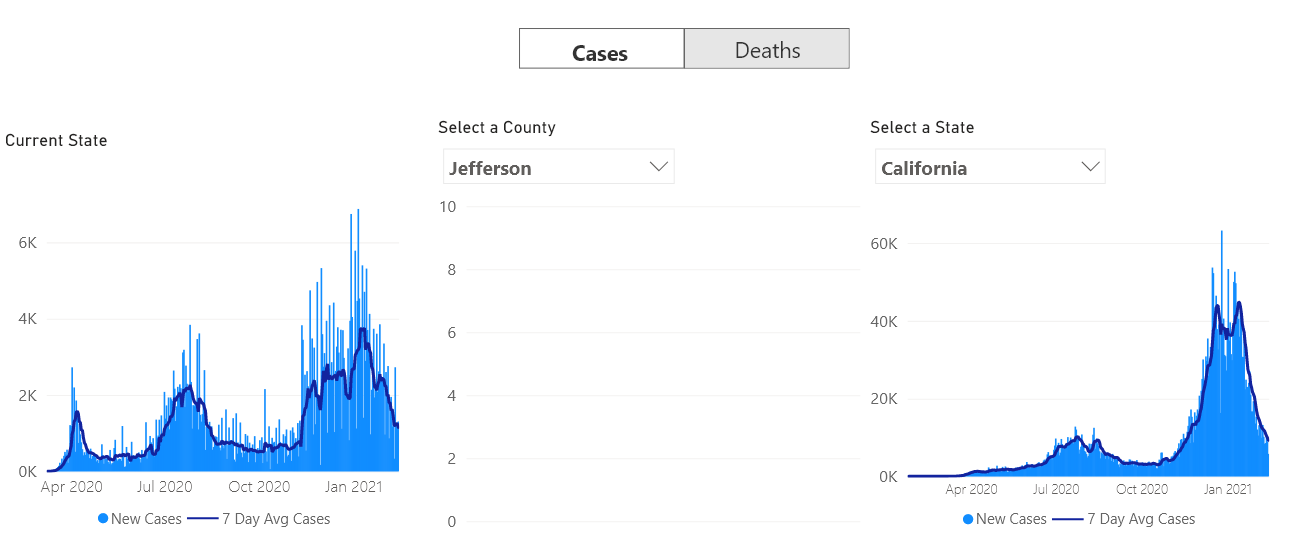 Cases
Deaths
Current State
6K
4K
2K
0K
Apr 2020
Jul 2020
Oct 2020
Jan 2021
New Cases
7 Day Avg Cases
Select a County
Jefferson
10
8
6
4
2
0
Select a State
California
60K
40K
20K
0K
Apr 2020
Jul 2020
Oct 2020
Jan 2021
New Cases
7 Day Avg Cases